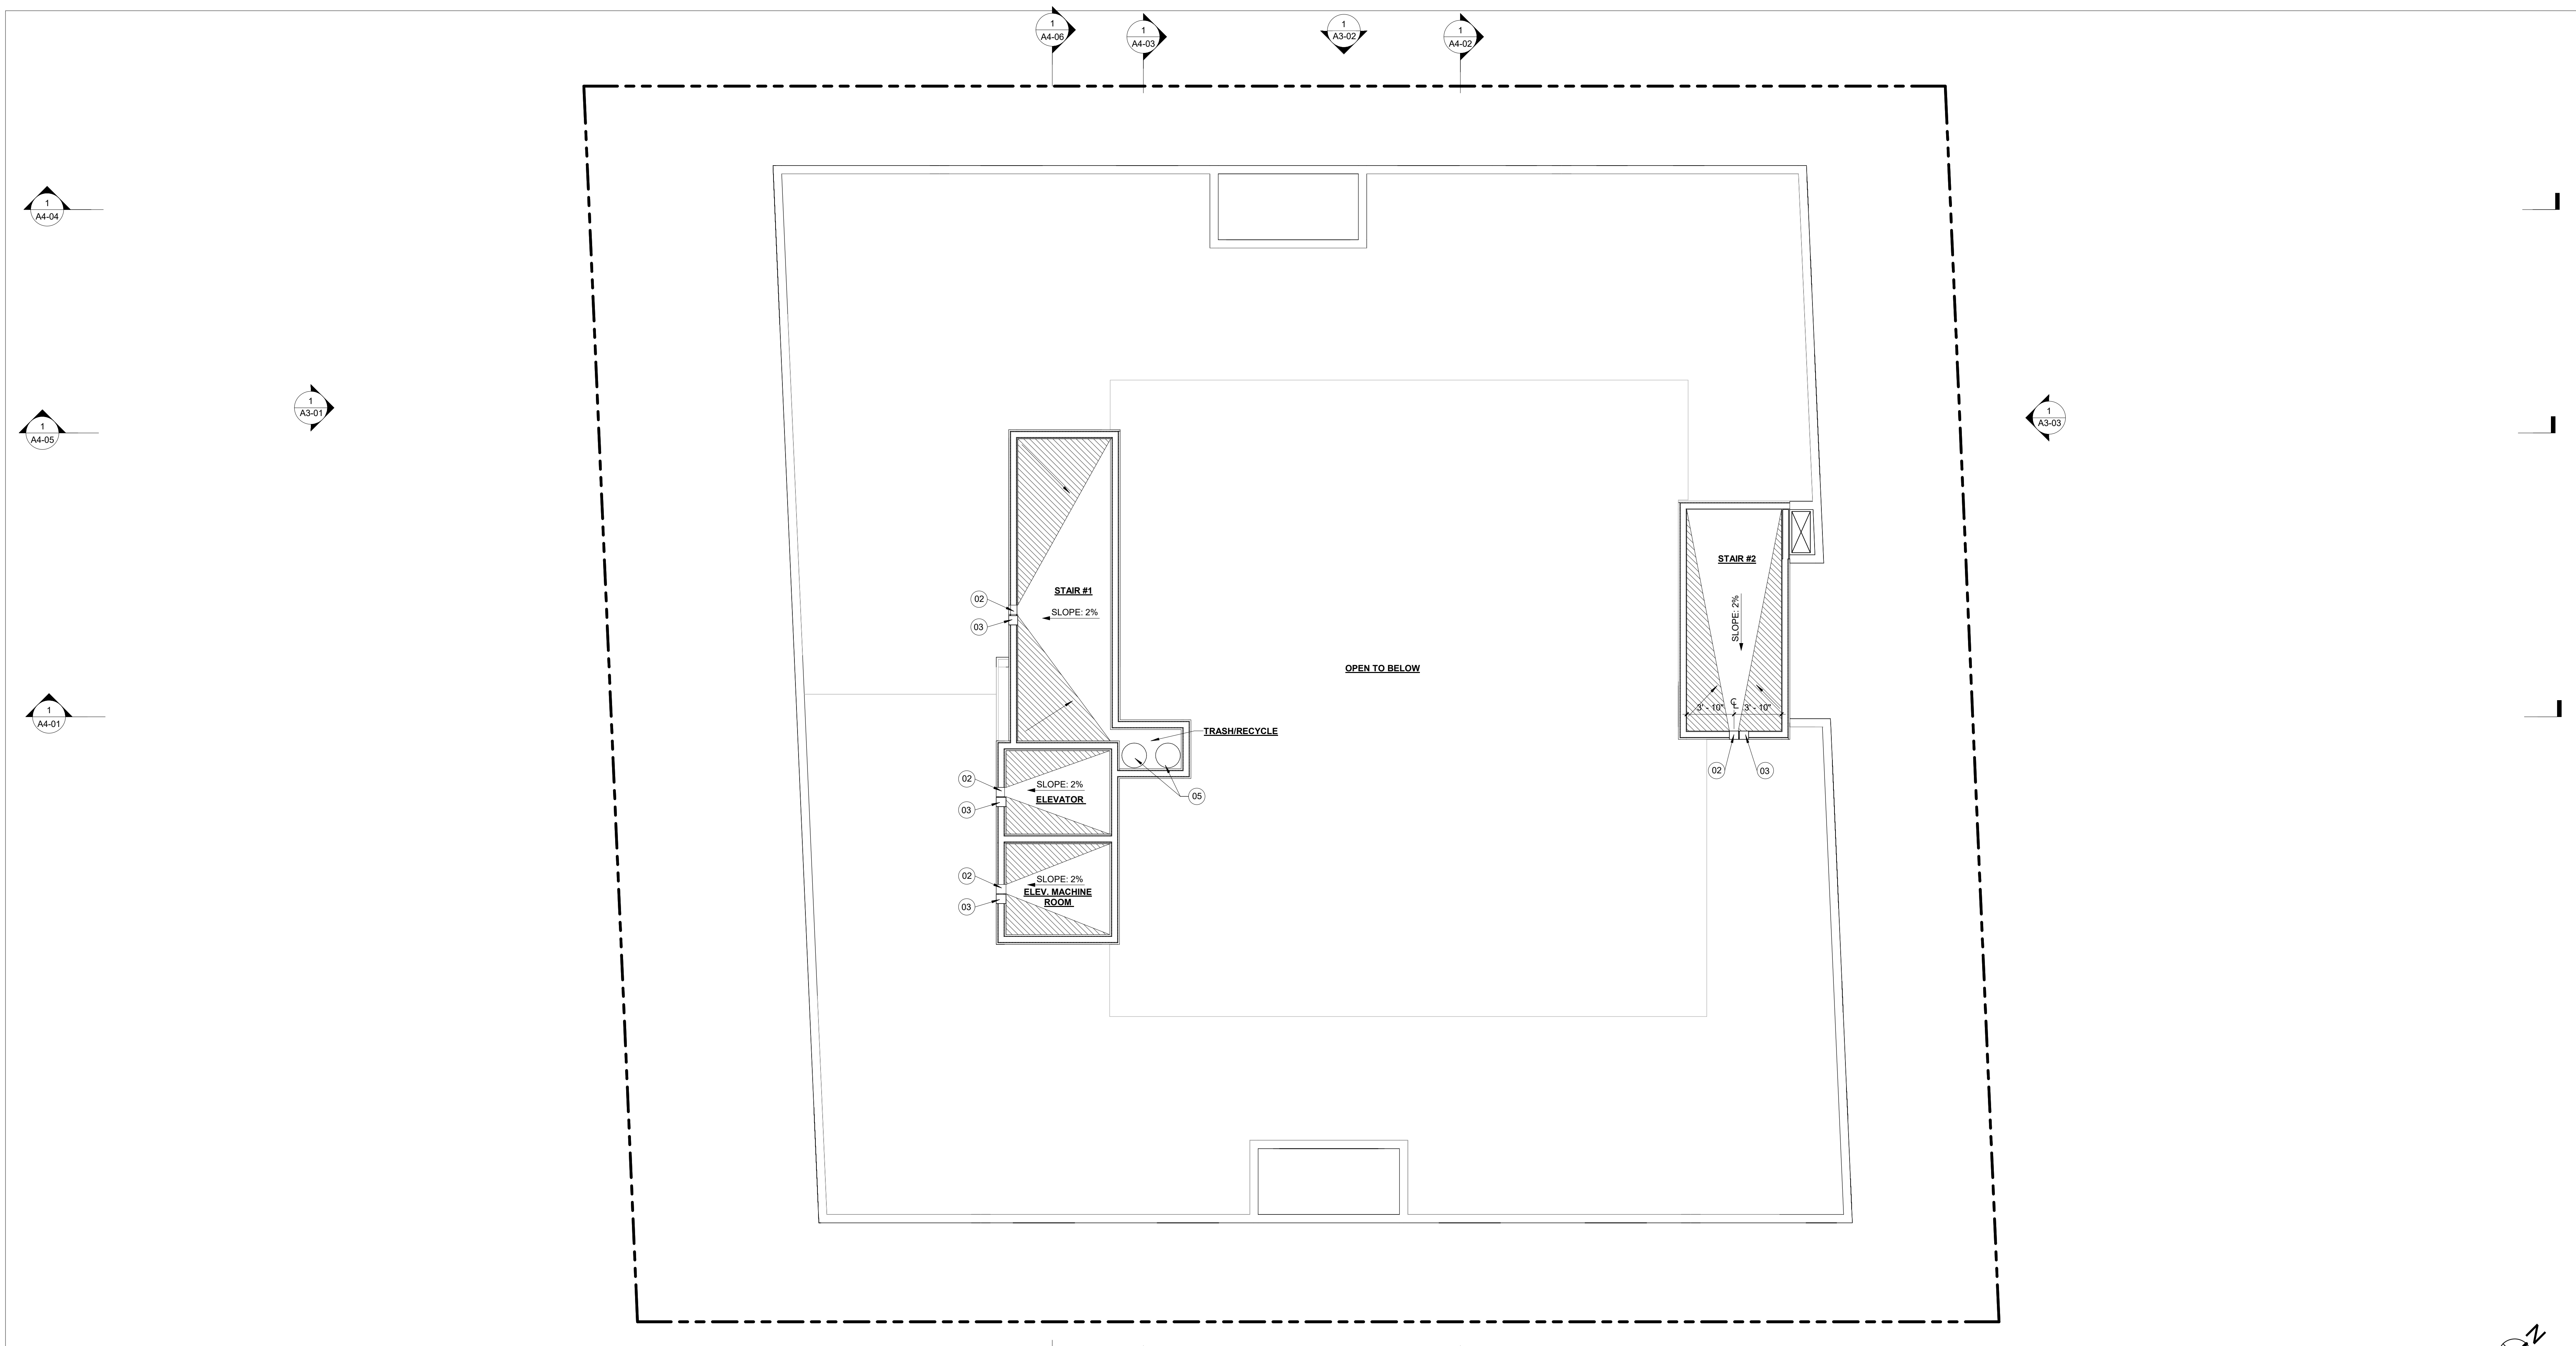 1
A4-06
1
A4-03
1
A3-02
1
A4-02
1
A4-04
1
A3-01
1
A3-03
1
A4-05
STAIR #2
STAIR #1
02
SLOPE: 2%
SLOPE: 2%
03
OPEN TO BELOW
3' - 10"
CL
3' - 10"
1
A4-01
TRASH/RECYCLE
02
03
02
SLOPE: 2%
05
ELEVATOR
03
02
SLOPE: 2%
ELEV. MACHINE
ROOM
03
N